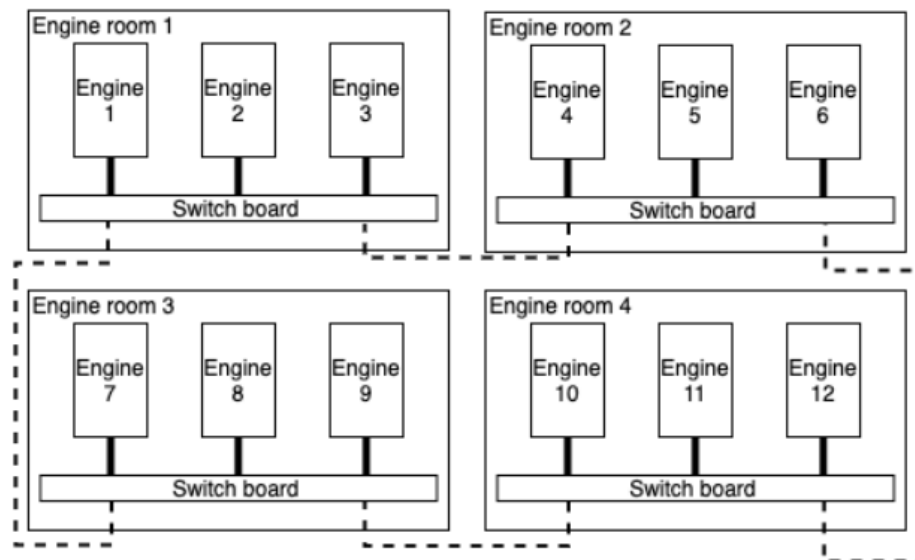 Engine room 1
Engine
1
Engine
2
Engine
3
Switch board
Engine room 2
Engine
4
Engine
5
Engine
6
Switch board
Engine room 3
Engine
7
Engine
8
Engine
9
Switch board
Engine room 4
Engine
10
Engine
11
Engine
12
Switch board